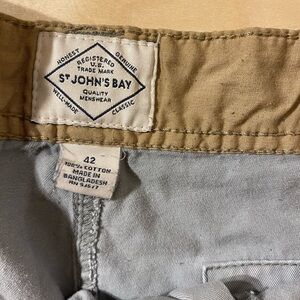 HONEST
GENUINE
REGISTERED
U.S.
TRADE MARK
ST JOHN'S BAY
QUALITY
MENSWEAR
WELL-MADE
CLASSIC
42
100% COTTON
MADE IN
BANGLADESH